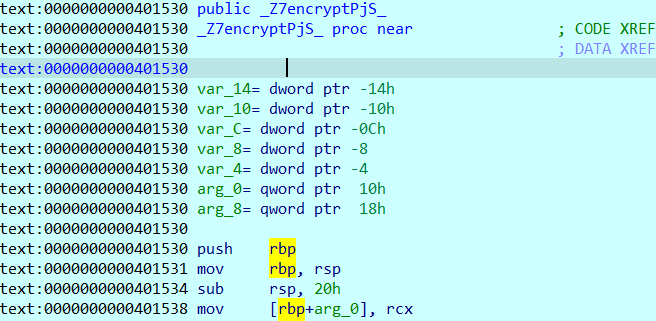 text:0000000000401530 public _Z7encryptPjS_
text:0000000000401530 _Z7encryptPjS_ proc near ; CODE XREF
text:0000000000401530 ; DATA XREF
text:0000000000401530
text:0000000000401530 var_14= dword ptr -14h
text:0000000000401530 var_10= dword ptr -10h
text:0000000000401530 var_C= dword ptr -0Ch
text:0000000000401530 var_8= dword ptr -8
text:0000000000401530 var_4= dword ptr -4
text:0000000000401530 arg_0= qword ptr 10h
text:0000000000401530 arg_8= qword ptr 18h
text:0000000000401530
text:0000000000401530 push rbp
text:0000000000401531 mov rbp, rsp
text:0000000000401534 sub rsp, 20h
text:0000000000401538 mov [rbp+arg_0], rcx